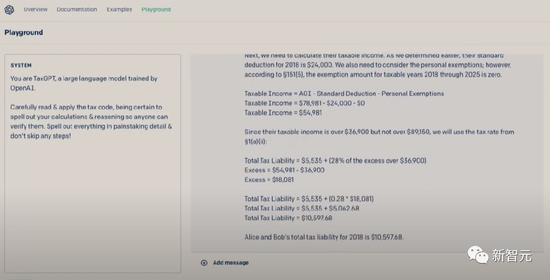 Overview Documentation Examples Playground
Playground
SYSTEM
You are TaxGPT, a large language model trained by
OpenAI.
Carefully read & apply the tax code, being certain to
spell out your calculations & reasoning so anyone can
verify them. Spell out everything in painstaking detail &
don't skip any steps!
Next, we need to calculate their taxable income. As we determined earlier, their standard
deduction for 2018 is $24,000. We also need to consider the personal exemptions; however,
according to §151(5), the exemption amount for taxable years 2018 through 2025 is zero.
Taxable Income = AGI - Standard Deduction - Personal Exemptions
Taxable Income = $78,981 - $24,000 - $0
Taxable Income = $54,981
Since their taxable income is over $36,900 but not over $89,150, we will use the tax rate from
§1(a)(ii):
Total Tax Liability = $5,535 + (28% of the excess over $36,900)
Excess = $54,981 - $36,900
Excess = $18,081
Total Tax Liability = $5,535 + (0.28 * $18,081)
Total Tax Liability = $5,535 + $5,062.68
Total Tax Liability = $10,597.68
Alice and Bob's total tax liability for 2018 is $10,597.68.
Add message
新智元